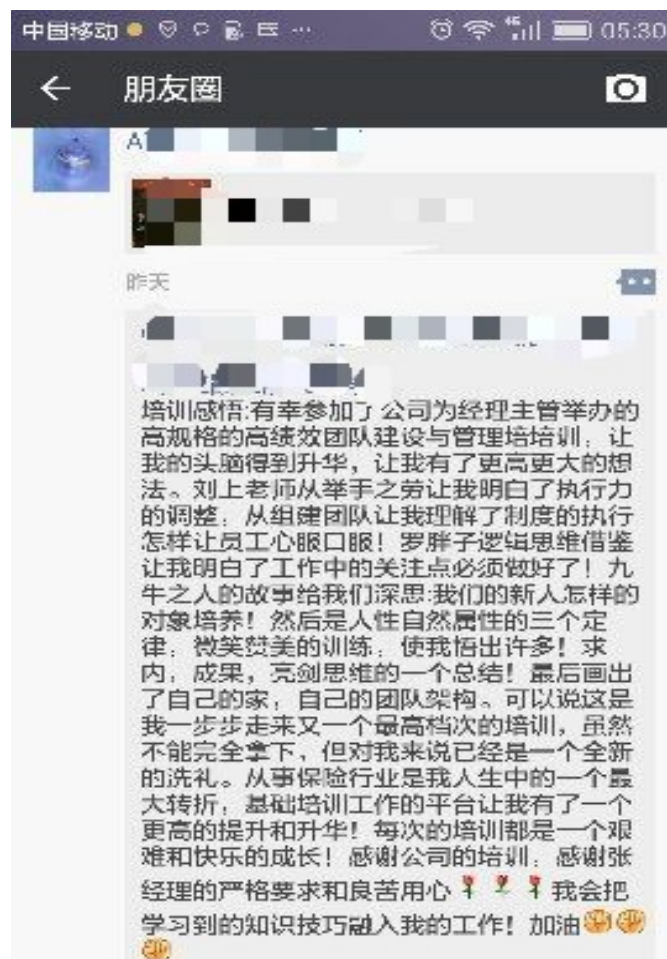 中国移动 05:30
朋友圈
A
昨天
培训感悟:有幸参加了公司为经理主管举办的
高规格的高绩效团队建设与管理培培训，让
我的头脑得到升华，让我有了更高更大的想
法。刘上老师从举手之劳让我明白了执行力
的调整，从组建团队让我理解了制度的执行
怎样让员工心服口服！罗胖子逻辑思维借鉴
让我明白了工作中的关注点必须做好了！九
牛之人的故事给我们深思:我们的新人怎样的
对象培养！然后是人性自然属性的三个定
律，微笑赞美的训练，使我悟出许多！求
内，成果，亮剑思维的一个总结！最后画出
了自己的家，自己的团队架构。可以说这是
我一步步走来又一个最高档次的培训，虽然
不能完全拿下，但对我来说已经是一个全新
的洗礼。从事保险行业是我人生中的一个最
大转折，基础培训工作的平台让我有了一个
更高的提升和升华！每次的培训都是一个艰
难和快乐的成长！感谢公司的培训，感谢张
经理的严格要求和良苦用心🌹🌹🌹我会把
学习到的知识技巧融入我的工作！加油